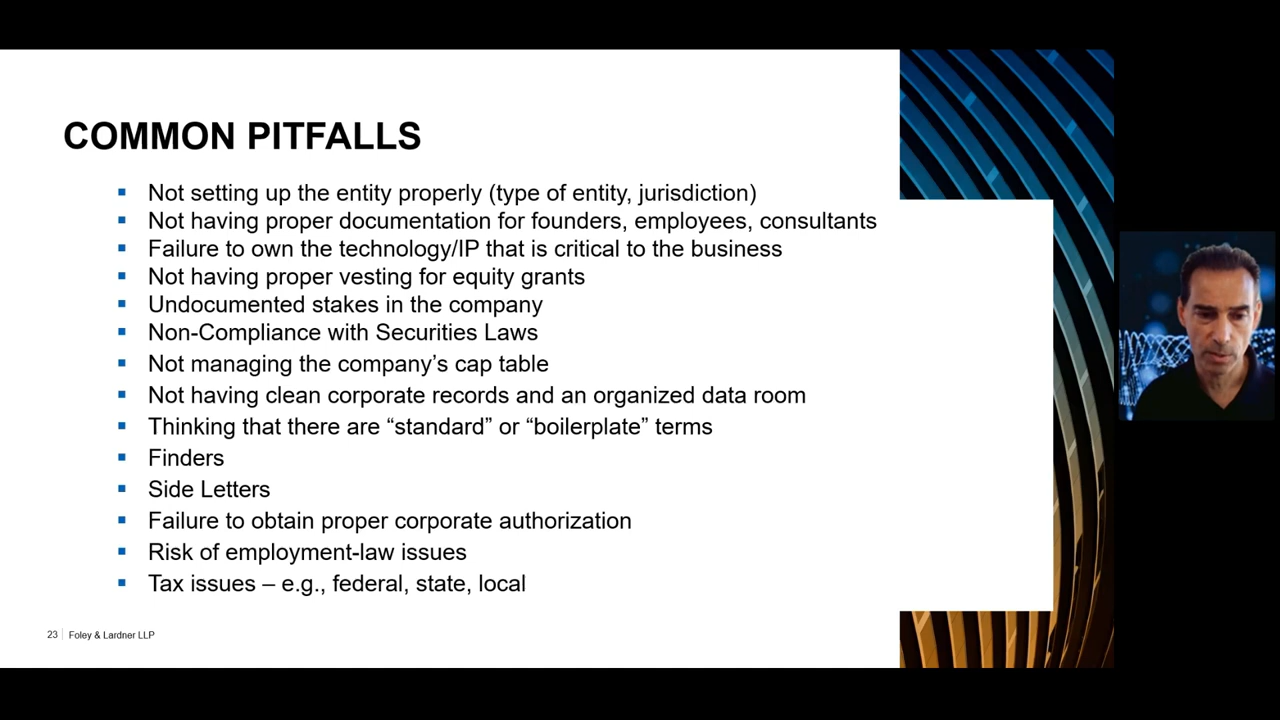 COMMON PITFALLS
Not setting up the entity properly (type of entity, jurisdiction)
Not having proper documentation for founders, employees, consultants
Failure to own the technology/IP that is critical to the business
Not having proper vesting for equity grants
Undocumented stakes in the company
Non-Compliance with Securities Laws
Not managing the company’s cap table
Not having clean corporate records and an organized data room
Thinking that there are “standard” or “boilerplate” terms
Finders
Side Letters
Failure to obtain proper corporate authorization
Risk of employment-law issues
Tax issues – e.g., federal, state, local
23 Foley & Lardner LLP